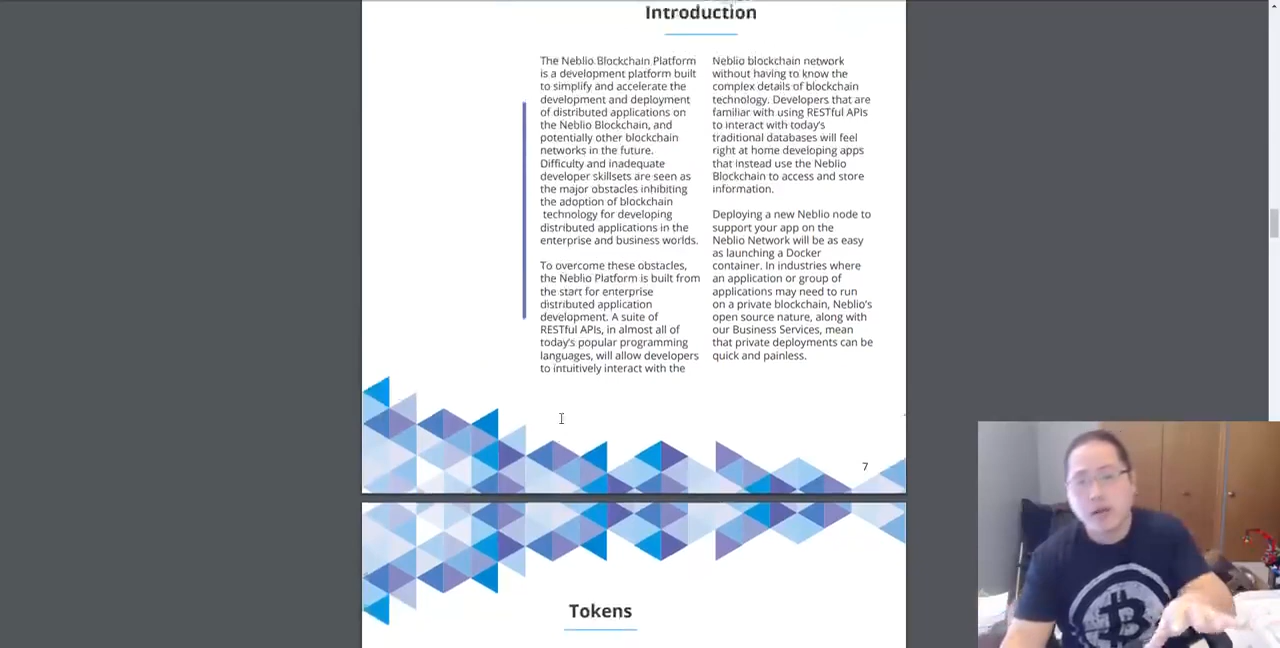 Introduction
The Neblio Blockchain Platform
is a development platform built
to simplify and accelerate the
development and deployment
of distributed applications on
the Neblio Blockchain, and
potentially other blockchain
networks in the future.
Difficulty and inadequate
developer skillsets are seen as
the major obstacles inhibiting
the adoption of blockchain
technology for developing
distributed applications in the
enterprise and business worlds.
To overcome these obstacles,
the Neblio Platform is built from
the start for enterprise
distributed application
development. A suite of
RESTful APIs, in almost all of
today's popular programming
languages, will allow developers
to intuitively interact with the
Neblio blockchain network
without having to know the
complex details of blockchain
technology. Developers that are
familiar with using RESTful APIs
to interact with today's
traditional databases will feel
right at home developing apps
that instead use the Neblio
Blockchain to access and store
information.
Deploying a new Neblio node to
support your app on the
Neblio Network will be as easy
as launching a Docker
container. In industries where
an application or group of
applications may need to run
on a private blockchain, Neblio's
open source nature, along with
our Business Services, mean
that private deployments can be
quick and painless.
7
Tokens